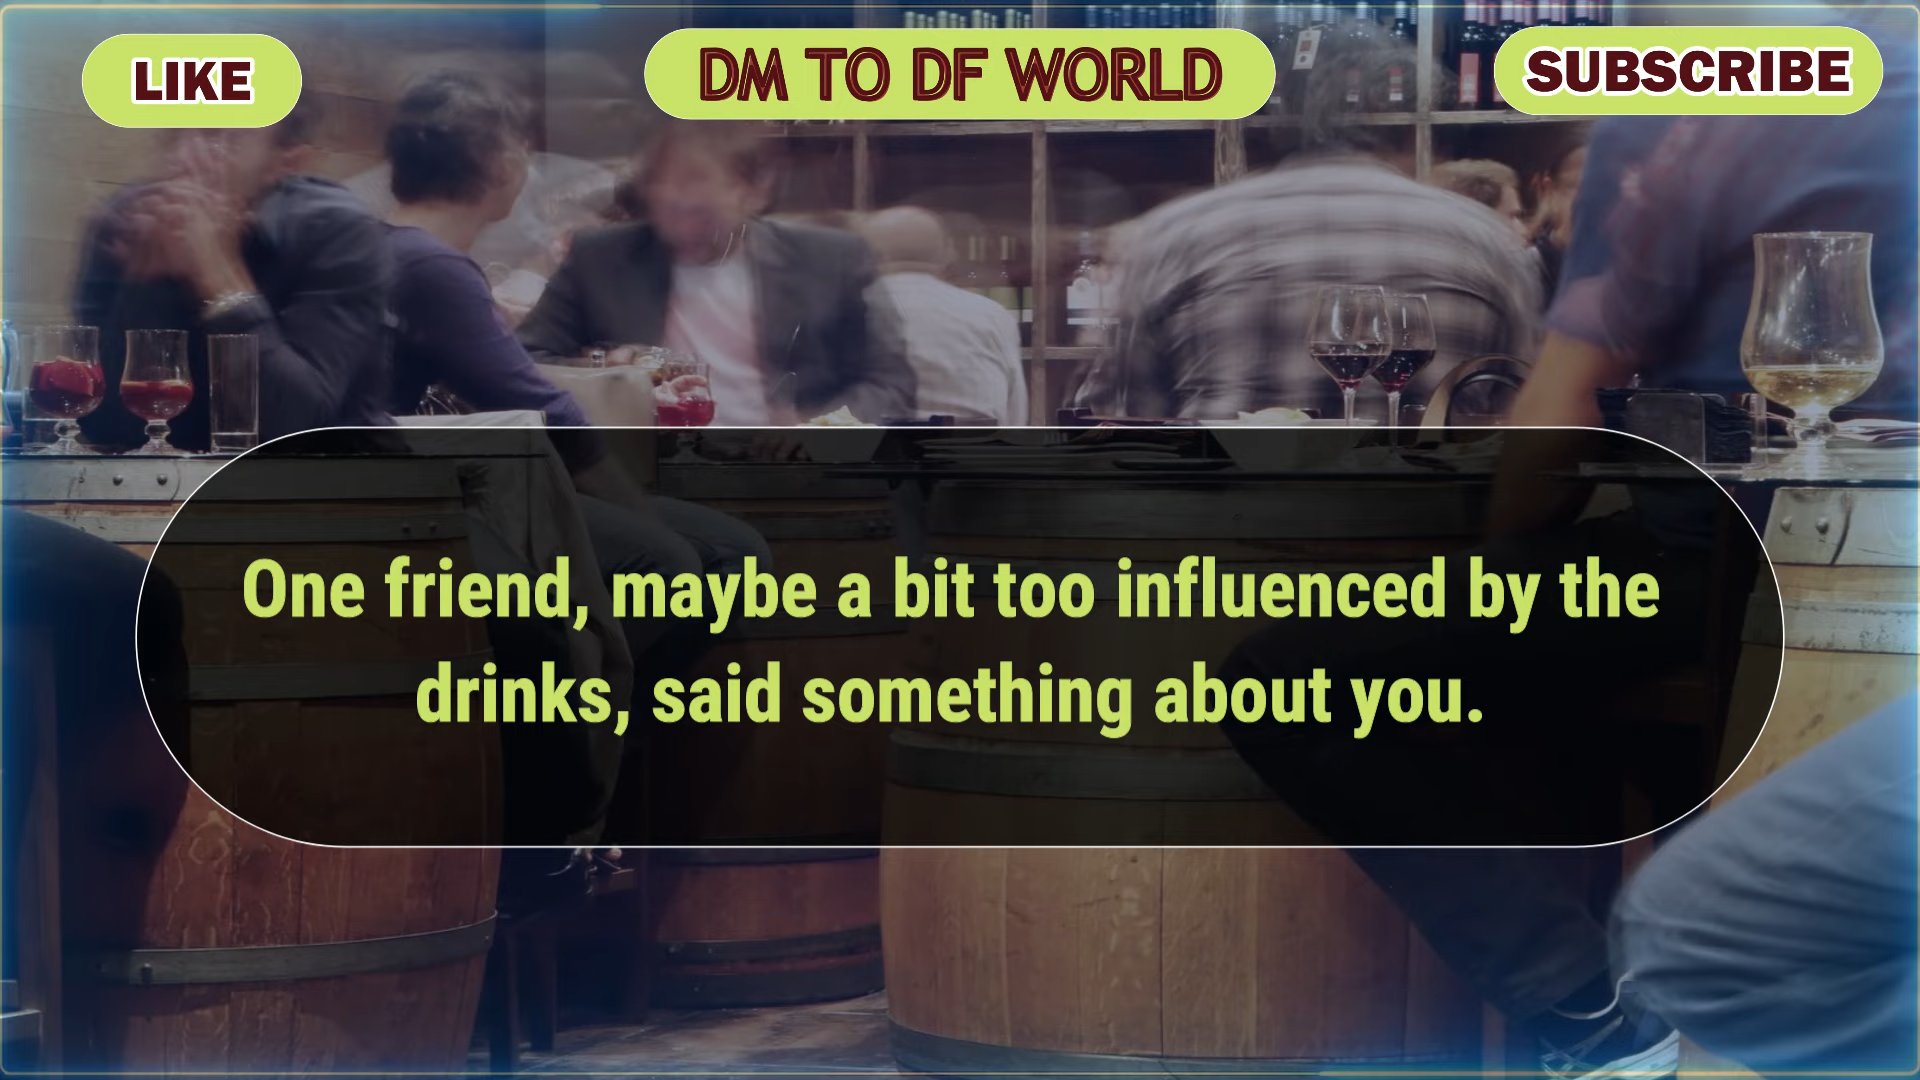 LIKE
DM TO DF WORLD
SUBSCRIBE
One friend, maybe a bit too influenced by the
drinks, said something about you.